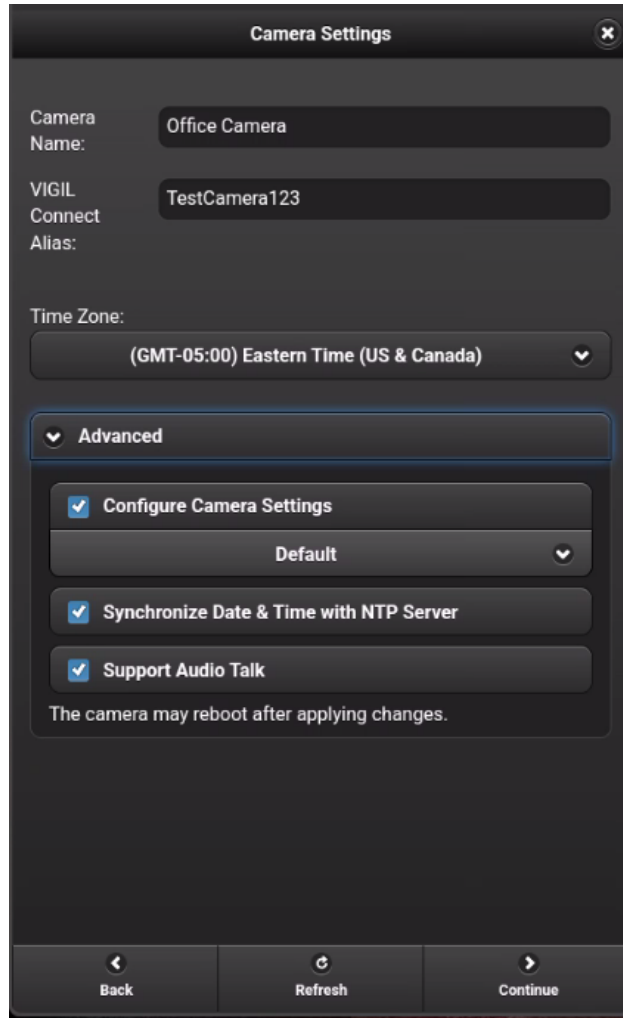 Camera Settings
Camera
Name:
Office Camera
VIGIL
Connect
Alias:
TestCamera123
Time Zone:
(GMT-05:00) Eastern Time (US & Canada)
Advanced
Configure Camera Settings
Default
Synchronize Date & Time with NTP Server
Support Audio Talk
The camera may reboot after applying changes.
Back
Refresh
Continue